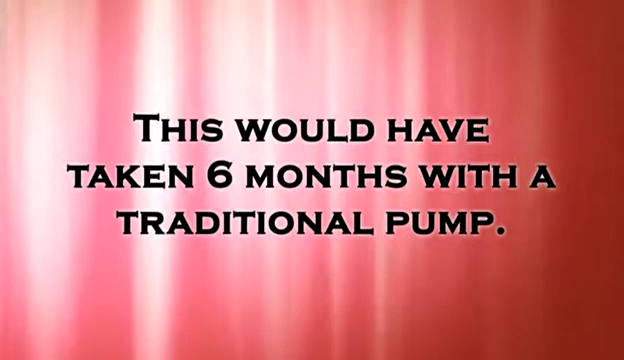 THIS WOULD HAVE
TAKEN 6 MONTHS WITH A
TRADITIONAL PUMP.